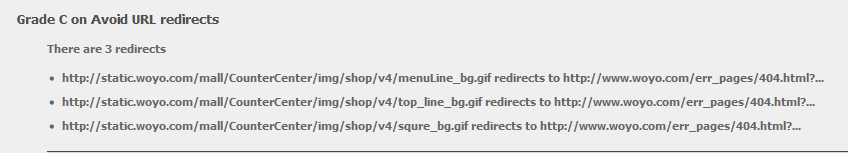 Grade C on Avoid URL redirects
There are 3 redirects
• http://static.woyo.com/mall/CounterCenter/img/shop/v4/menuLine_bg.gif redirects to http://www.woyo.com/err_pages/404.html?...
• http://static.woyo.com/mall/CounterCenter/img/shop/v4/top_line_bg.gif redirects to http://www.woyo.com/err_pages/404.html?...
• http://static.woyo.com/mall/CounterCenter/img/shop/v4/squre_bg.gif redirects to http://www.woyo.com/err_pages/404.html?...